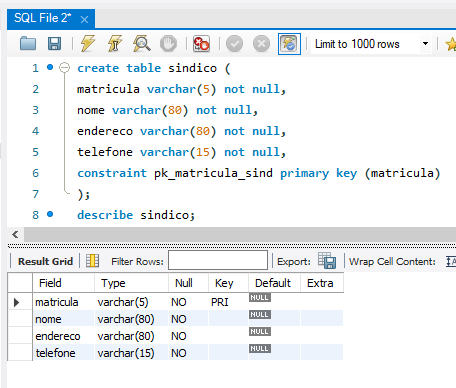 SQL File 2*
Limit to 1000 rows
1 create table sindico (
2 matricula varchar(5) not null,
3 nome varchar(80) not null,
4 endereco varchar(80) not null,
5 telefone varchar(15) not null,
6 constraint pk_matricula_sind primary key (matricula)
7 );
8 describe sindico;
Result Grid Filter Rows: Export: Wrap Cell Content:
Field Type Null Key Default Extra
matricula varchar(5) NO PRI NULL
nome varchar(80) NO NULL
endereco varchar(80) NO NULL
telefone varchar(15) NO NULL